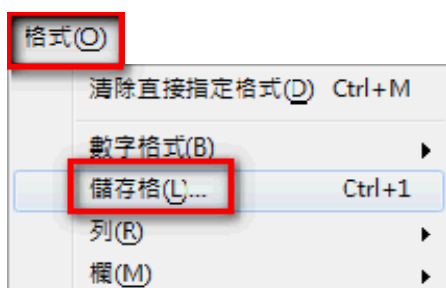 格式(O)
清除直接指定格式(D) Ctrl+M
數字格式(B)
儲存格(L)... Ctrl+1
列(R)
欄(M)